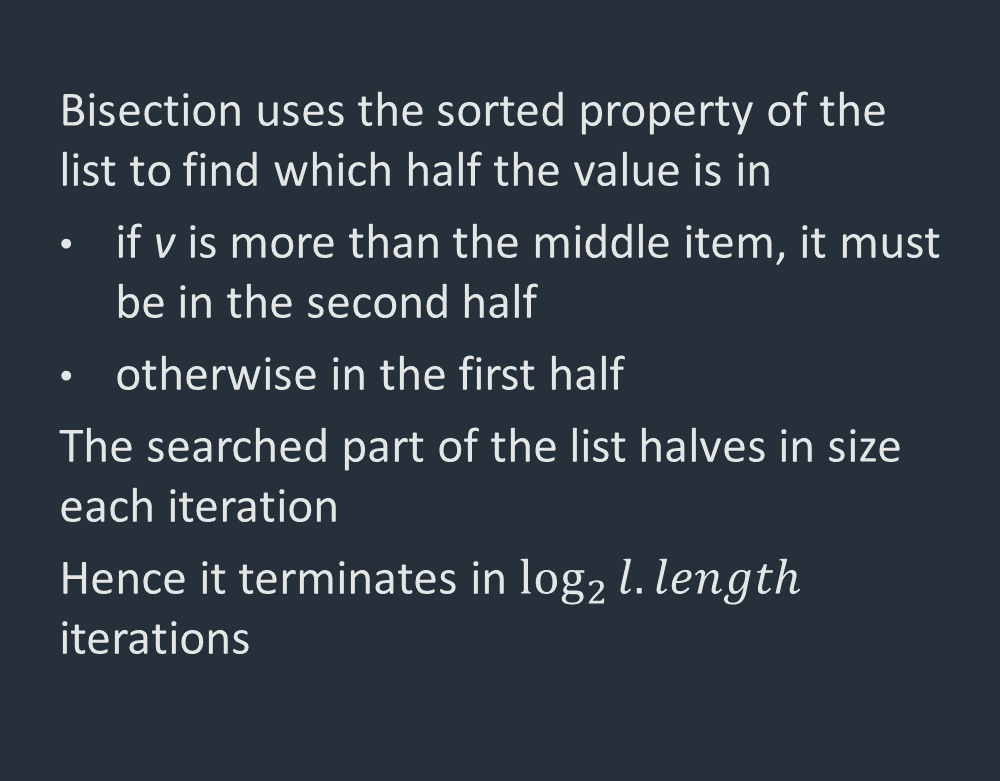 Bisection uses the sorted property of the
list to find which half the value is in
• if v is more than the middle item, it must
be in the second half
• otherwise in the first half
The searched part of the list halves in size
each iteration
Hence it terminates in log₂ l.length
iterations